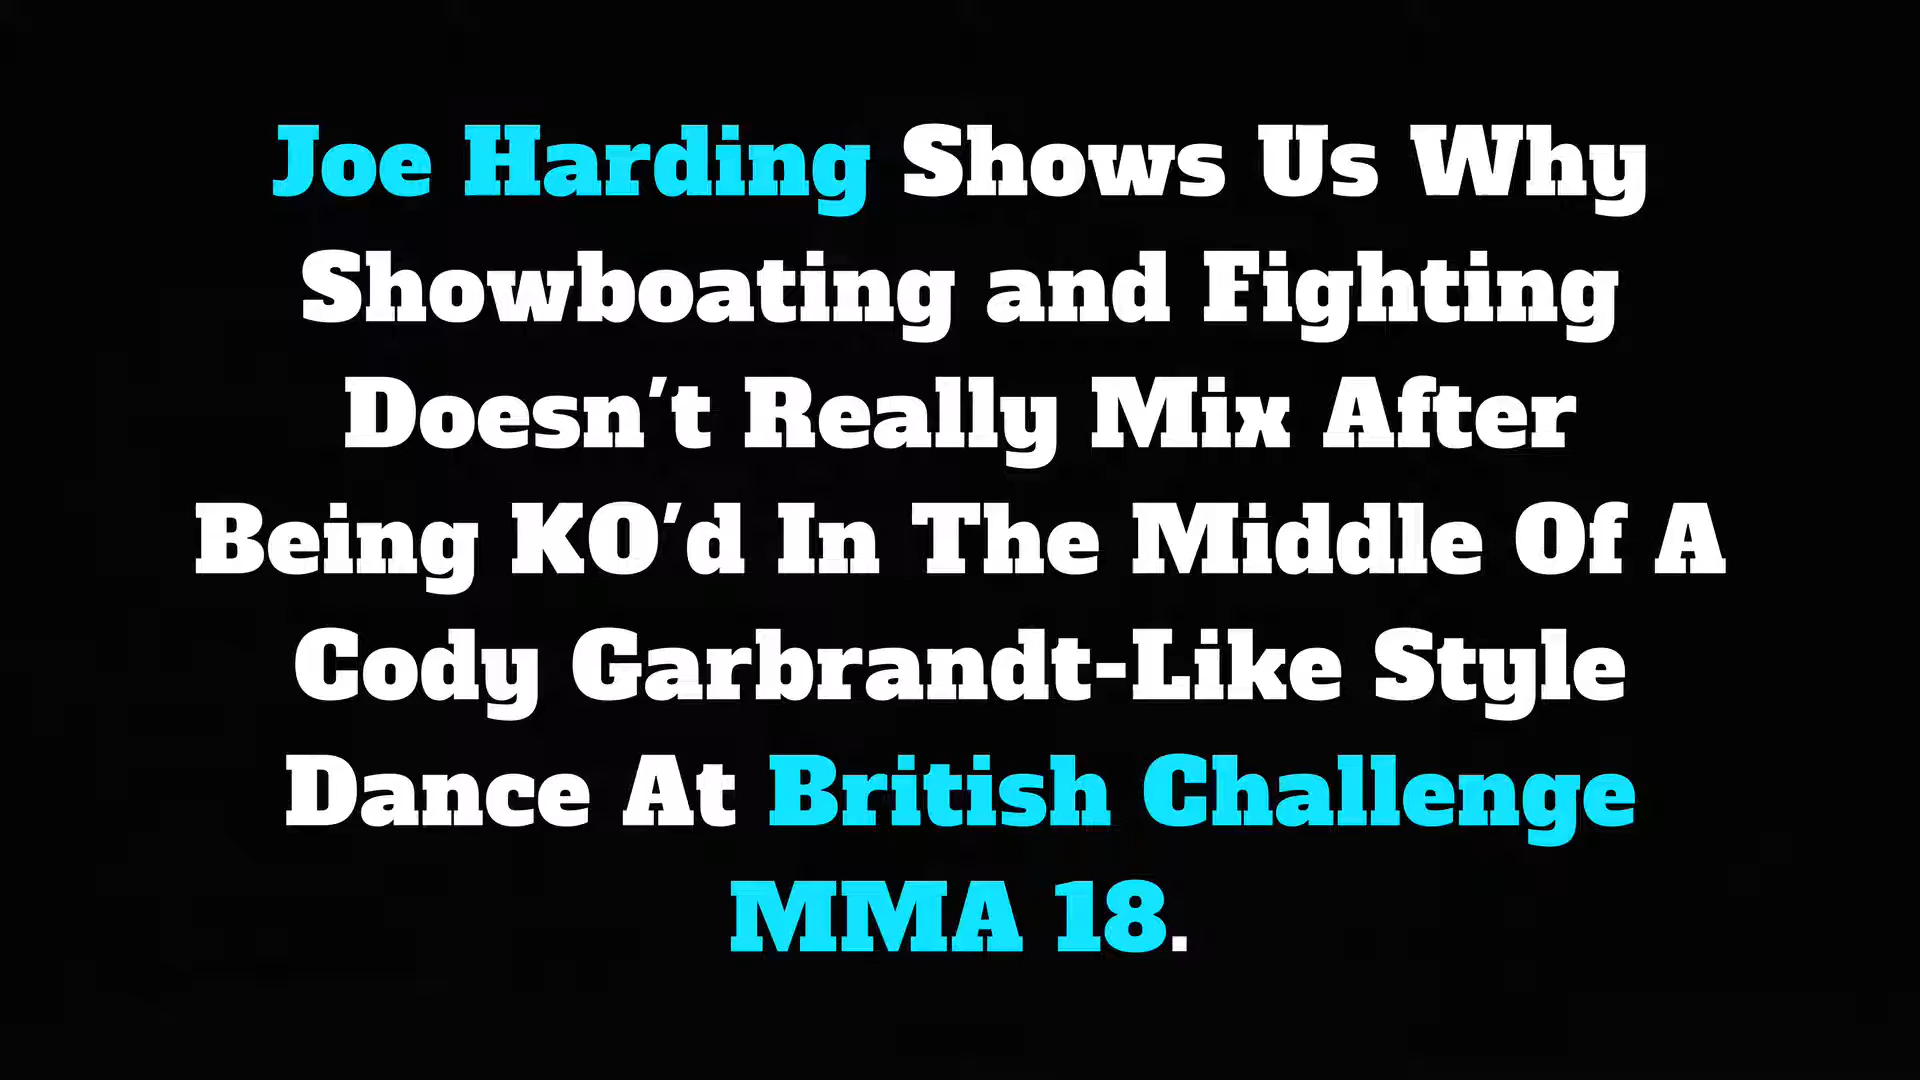 Joe Harding Shows Us Why
Showboating and Fighting
Doesn't Really Mix After
Being KO'd In The Middle Of A
Cody Garbrandt-Like Style
Dance At British Challenge
MMA 18.